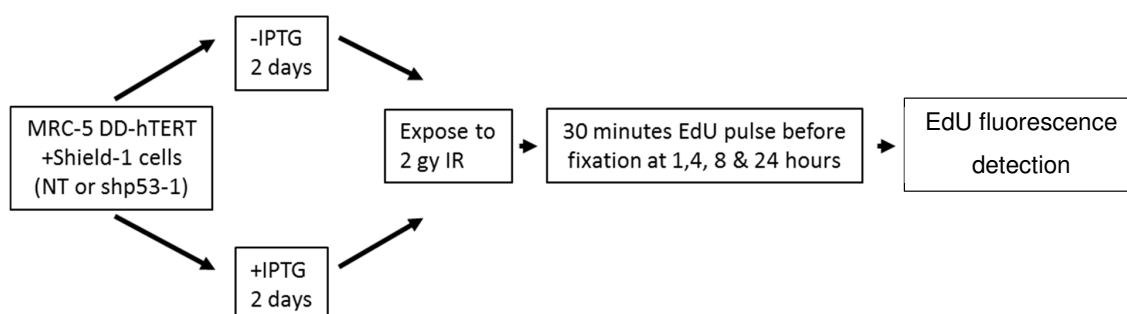 -IPTG
2 days
MRC-5 DD-hTERT
+Shield-1 cells
(NT or shp53-1)
Expose to
2 gy IR
30 minutes EdU pulse before
fixation at 1,4, 8 & 24 hours
EdU fluorescence
detection
+IPTG
2 days